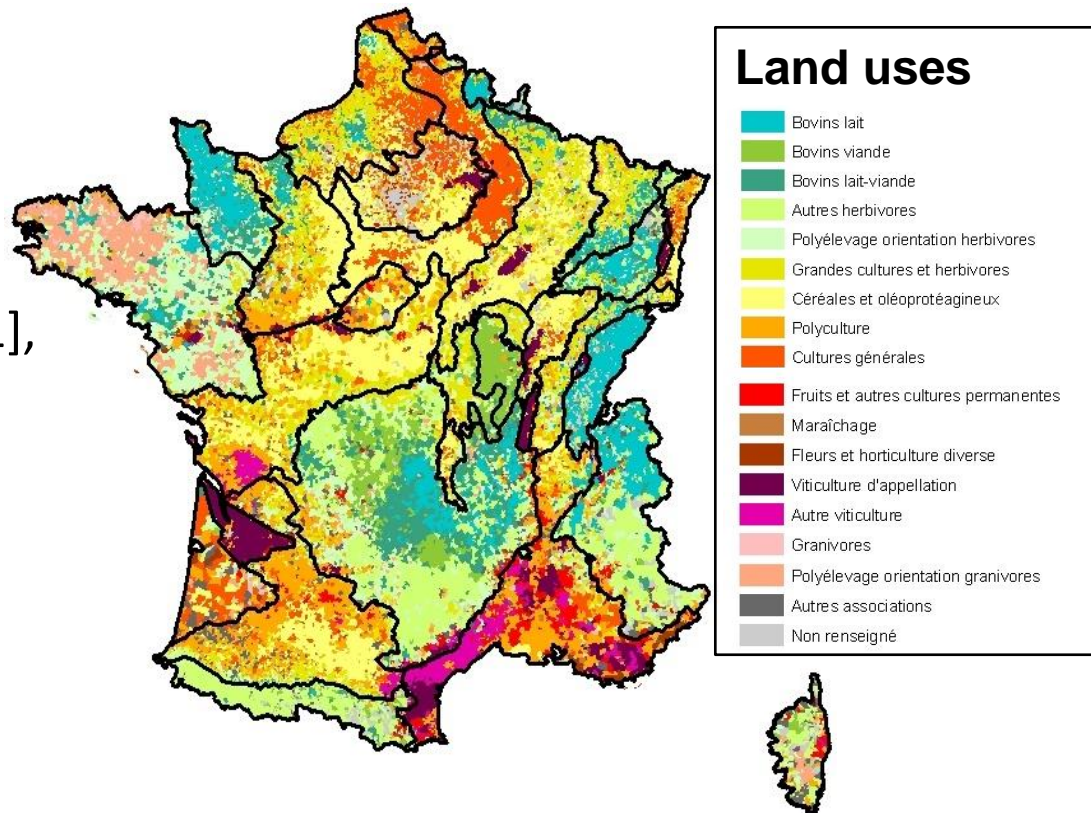 ],
Land uses
Bovins lait
Bovins viande
Bovins lait-viande
Autres herbivores
Polyélevage orientation herbivores
Grandes cultures et herbivores
Céréales et oléoprotéagineux
Polyculture
Cultures générales
Fruits et autres cultures permanentes
Maraîchage
Fleurs et horticulture diverse
Viticulture d'appellation
Autre viticulture
Granivores
Polyélevage orientation granivores
Autres associations
Non renseigné